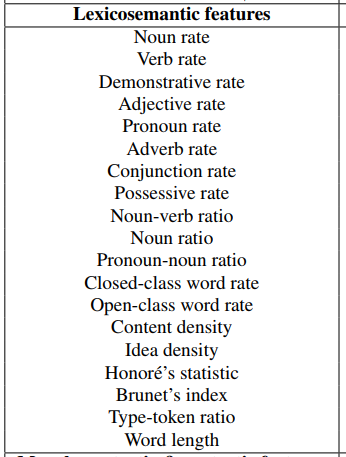 Lexicosemantic features
Noun rate
Verb rate
Demonstrative rate
Adjective rate
Pronoun rate
Adverb rate
Conjunction rate
Possessive rate
Noun-verb ratio
Noun ratio
Pronoun-noun ratio
Closed-class word rate
Open-class word rate
Content density
Idea density
Honoré's statistic
Brunet's index
Type-token ratio
Word length